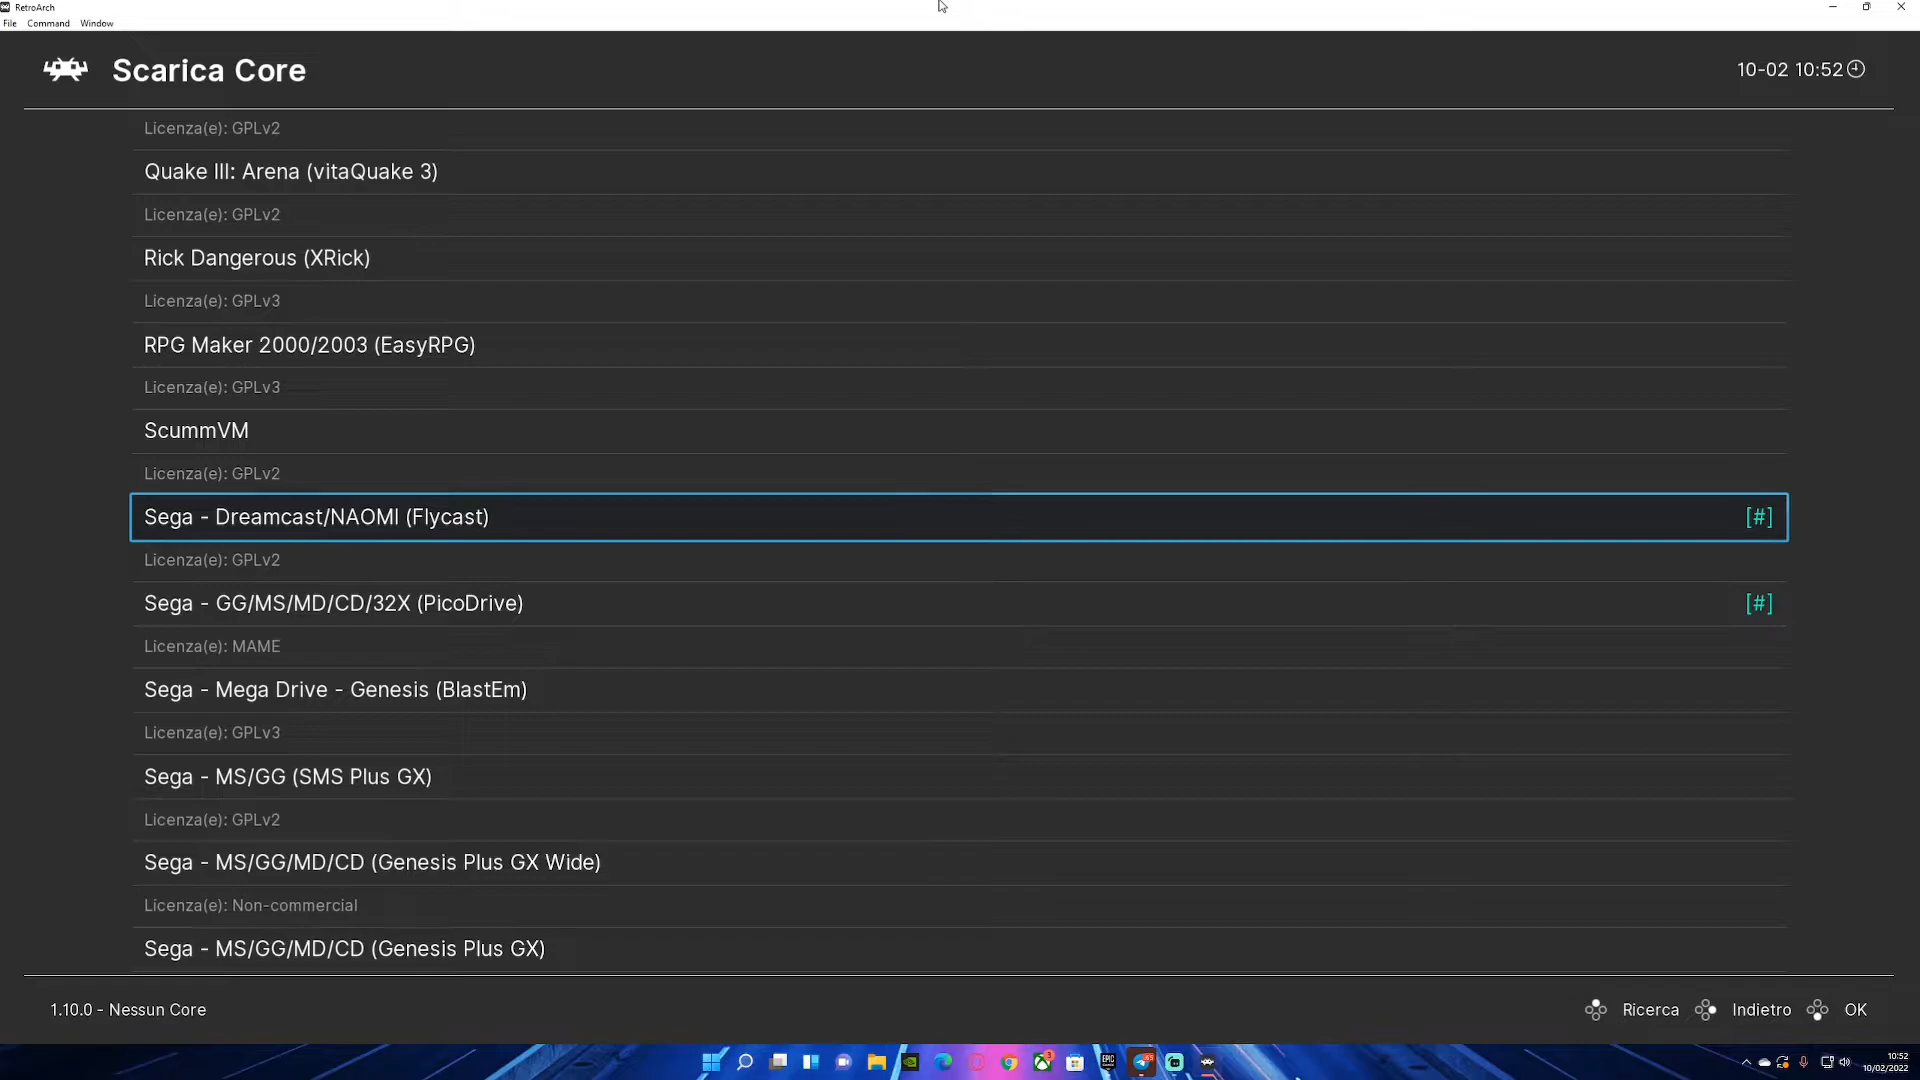 RetroArch
File Command Window
Scarica Core
10-02 10:52
Licenza(e): GPLv2
Quake III: Arena (vitaQuake 3)
Licenza(e): GPLv2
Rick Dangerous (XRick)
Licenza(e): GPLv3
RPG Maker 2000/2003 (EasyRPG)
Licenza(e): GPLv3
ScummVM
Licenza(e): GPLv2
Sega - Dreamcast/NAOMI (Flycast) [#]
Licenza(e): GPLv2
Sega - GG/MS/MD/CD/32X (PicoDrive) [#]
Licenza(e): MAME
Sega - Mega Drive - Genesis (BlastEm)
Licenza(e): GPLv3
Sega - MS/GG (SMS Plus GX)
Licenza(e): GPLv2
Sega - MS/GG/MD/CD (Genesis Plus GX Wide)
Licenza(e): Non-commercial
Sega - MS/GG/MD/CD (Genesis Plus GX)
1.10.0 - Nessun Core
Ricerca Indietro OK
10:52
10/02/2022